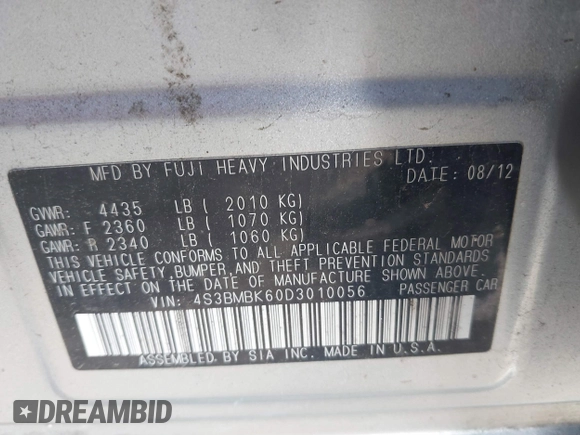 MFD BY FUJI HEAVY INDUSTRIES LTD.
DATE: 08/12
GVWR: 4435 LB ( 2010 KG)
GAWR: F 2360 LB ( 1070 KG)
GAWR: R 2340 LB ( 1060 KG)
THIS VEHICLE CONFORMS TO ALL APPLICABLE FEDERAL MOTOR
VEHICLE SAFETY, BUMPER, AND THEFT PREVENTION STANDARDS
IN EFFECT ON THE DATE OF MANUFACTURE SHOWN ABOVE.
VIN: 4S3BMBK60D3010056 PASSENGER CAR
ASSEMBLED BY SIA INC. MADE IN U.S.A.
DREAMBID